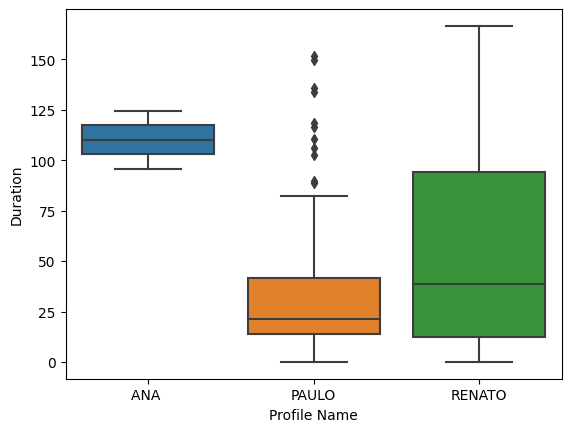 150
125
100
75
50
25
0
Duration
ANA
PAULO
RENATO
Profile Name